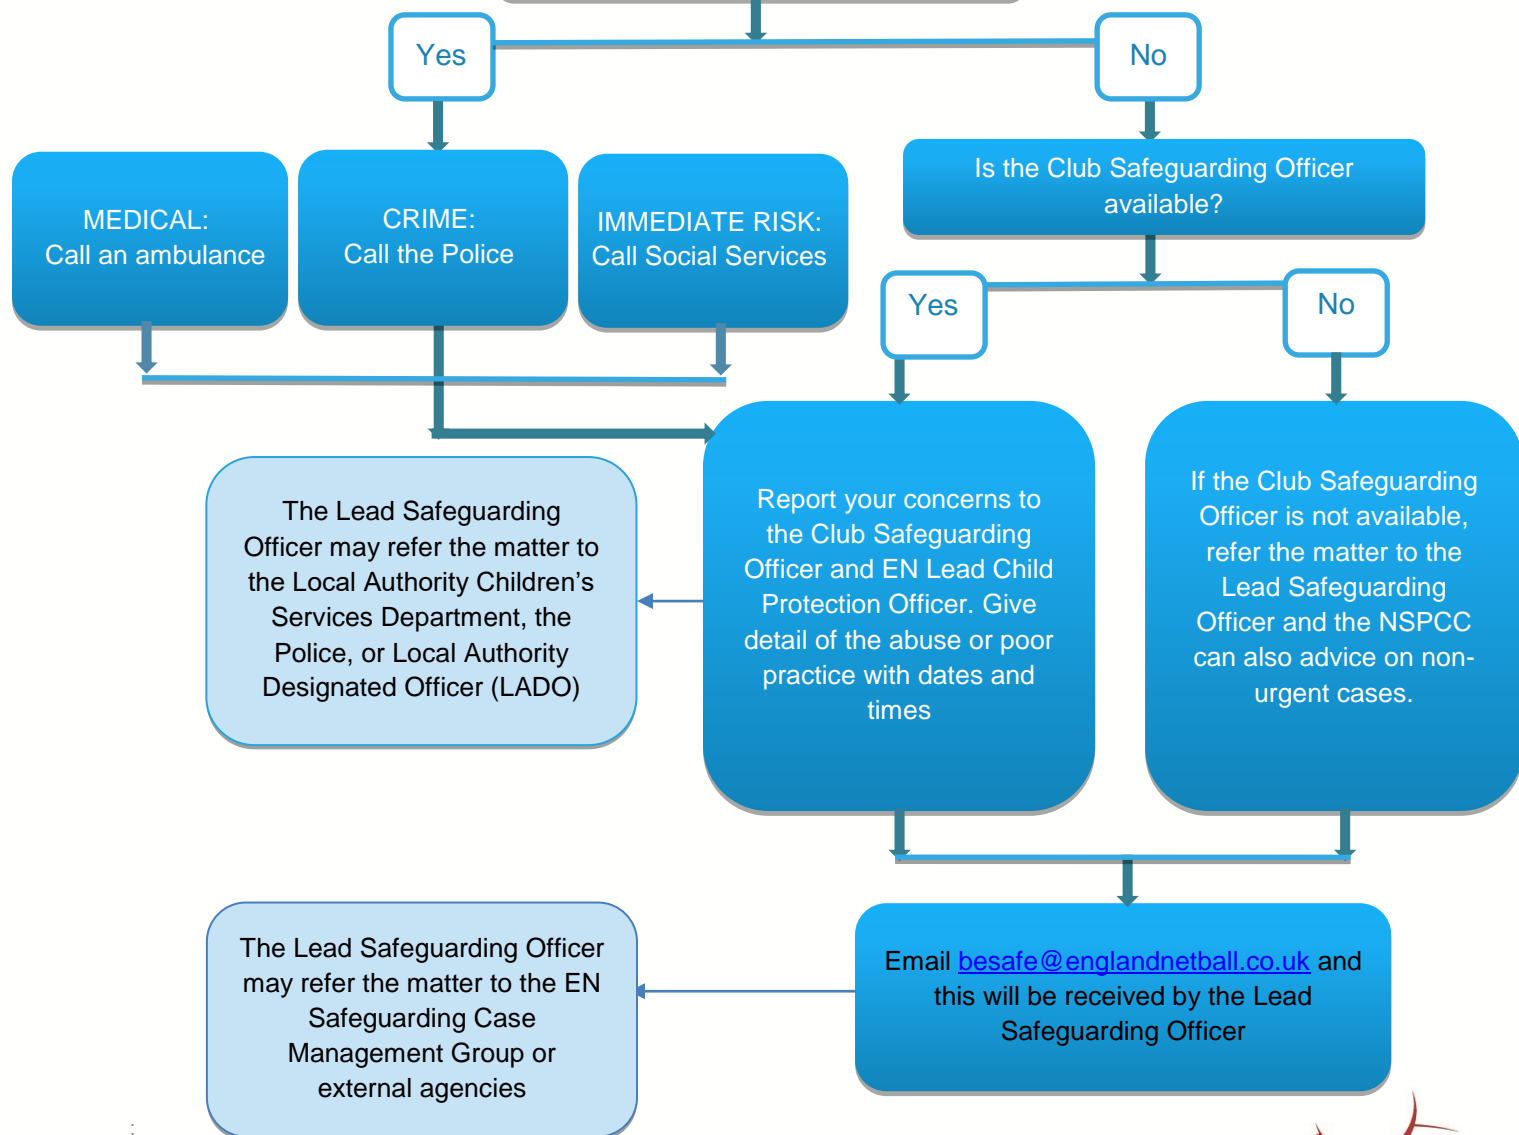 Yes
No
MEDICAL:
Call an ambulance
CRIME:
Call the Police
IMMEDIATE RISK:
Call Social Services
Is the Club Safeguarding Officer
available?
Yes
No
The Lead Safeguarding
Officer may refer the matter to
the Local Authority Children’s
Services Department, the
Police, or Local Authority
Designated Officer (LADO)
Report your concerns to
the Club Safeguarding
Officer and EN Lead Child
Protection Officer. Give
detail of the abuse or poor
practice with dates and
times
If the Club Safeguarding
Officer is not available,
refer the matter to the
Lead Safeguarding
Officer and the NSPCC
can also advice on non-
urgent cases.
The Lead Safeguarding Officer
may refer the matter to the EN
Safeguarding Case
Management Group or
external agencies
Email besafe@englandnetball.co.uk and
this will be received by the Lead
Safeguarding Officer